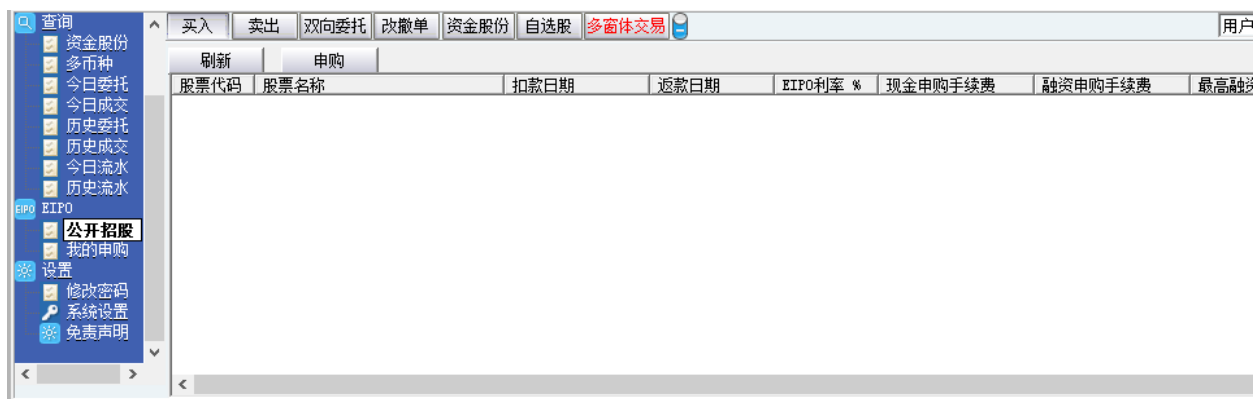 查询
资金股份
多币种
今日委托
今日成交
历史委托
历史成交
今日流水
历史流水
EIPO EIPO
公开招股
我的申购
设置
修改密码
系统设置
免责声明
买入 卖出 双向委托 改撤单 资金股份 自选股 多窗体交易 用户
刷新 申购
股票代码 股票名称 扣款日期 返款日期 EIPO利率 % 现金申购手续费 融资申购手续费 最高融资